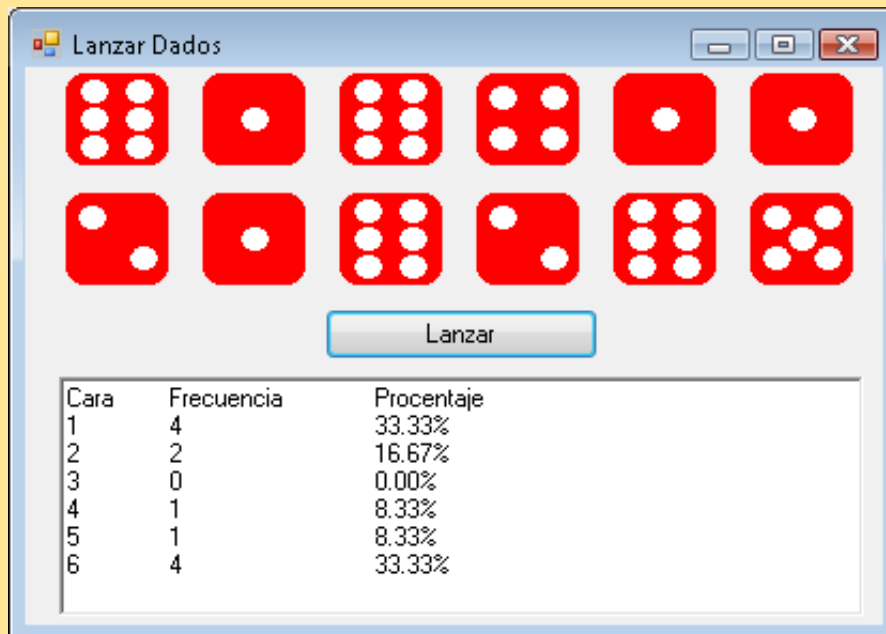 Lanzar Dados
Lanzar
Cara Frecuencia Procentaje
1 4 33.33%
2 2 16.67%
3 0 0.00%
4 1 8.33%
5 1 8.33%
6 4 33.33%